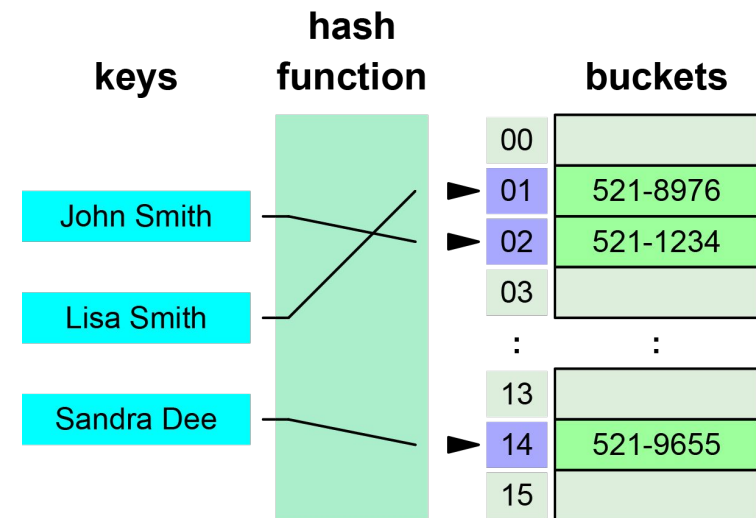 hash
keys function buckets
00
01 521-8976
John Smith
02 521-1234
03
Lisa Smith
: :
13
Sandra Dee
14 521-9655
15